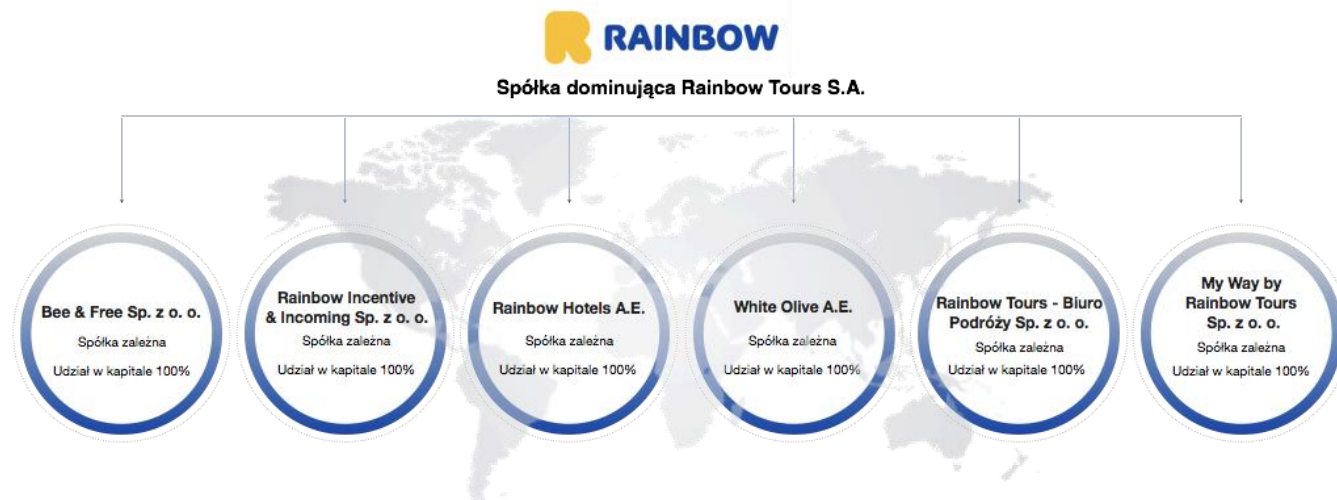 RAINBOW
Spółka dominująca Rainbow Tours S.A.
Bee & Free Sp. z o. o.
Spółka zależna
Udział w kapitale 100%
Rainbow Incentive
& Incoming Sp. z o. o.
Spółka zależna
Udział w kapitale 100%
Rainbow Hotels A.E.
Spółka zależna
Udział w kapitale 100%
White Olive A.E.
Spółka zależna
Udział w kapitale 100%
Rainbow Tours - Biuro
Podróży Sp. z o. o.
Spółka zależna
Udział w kapitale 100%
My Way by
Rainbow Tours
Sp. z o. o.
Spółka zależna
Udział w kapitale 100%